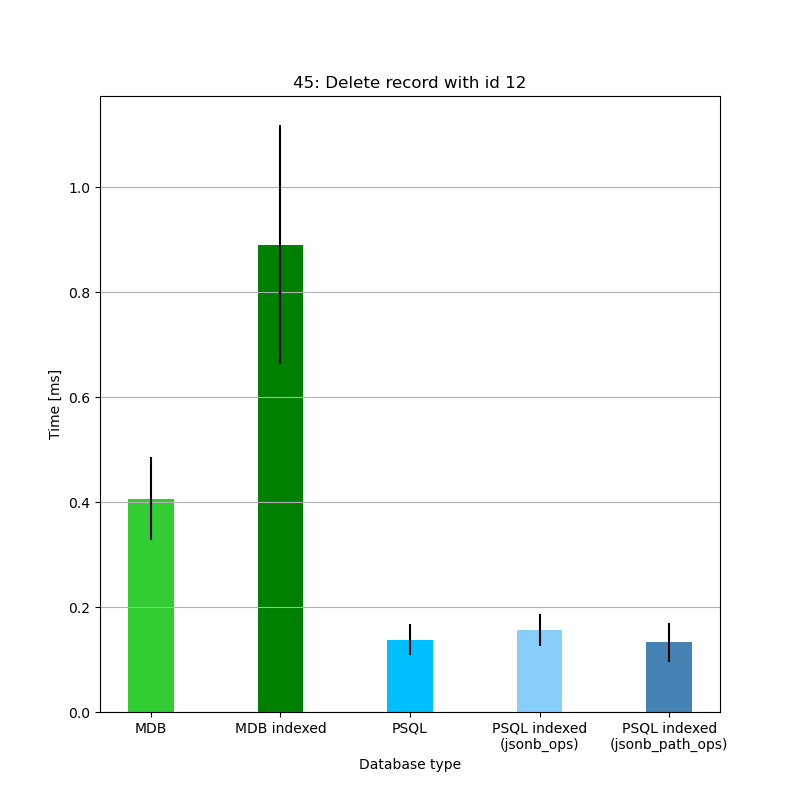 45: Delete record with id 12
Time [ms]
1.0
0.8
0.6
0.4
0.2
0.0
MDB
MDB indexed
PSQL
PSQL indexed
(jsonb_ops)
PSQL indexed
(jsonb_path_ops)
Database type